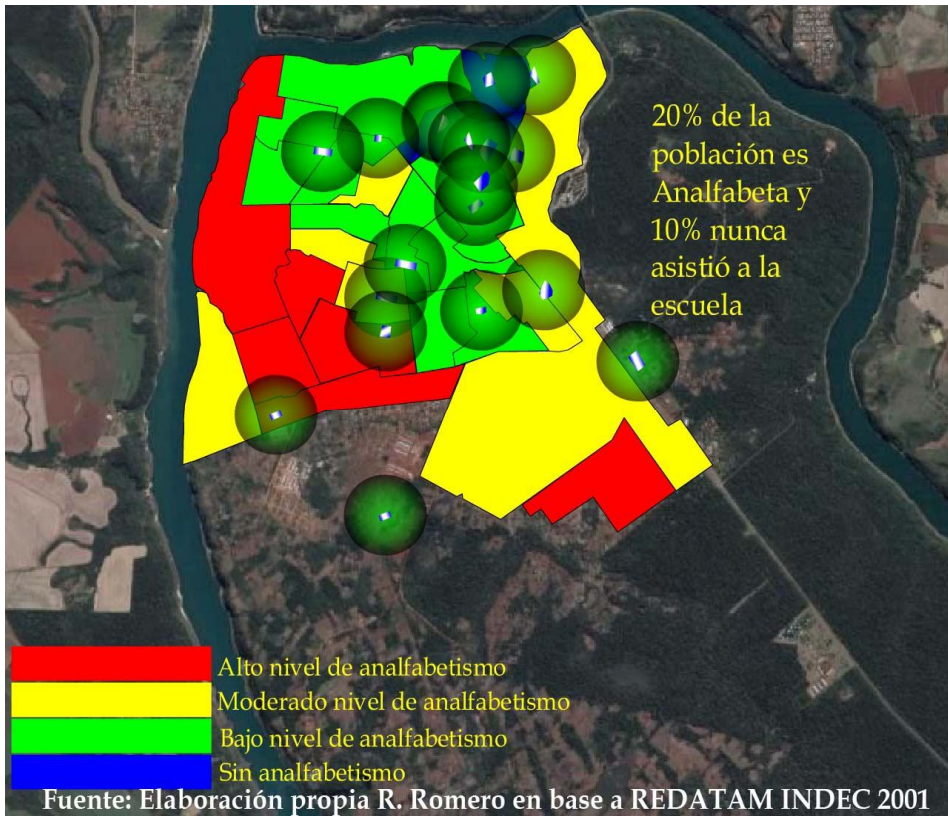 20% de la
población es
Analfabeta y
10% nunca
asistió a la
escuela
Alto nivel de analfabetismo
Moderado nivel de analfabetismo
Bajo nivel de analfabetismo
Sin analfabetismo
Fuente: Elaboración propia R. Romero en base a REDATAM INDEC 2001